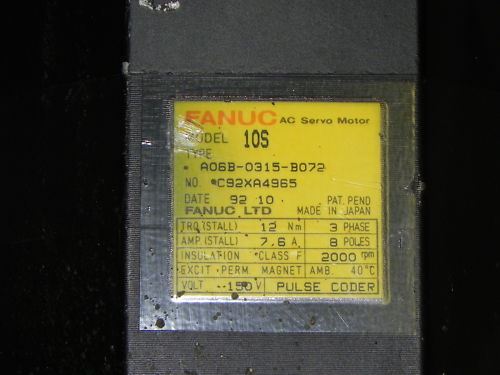 FANUC AC Servo Motor
MODEL 10S
TYPE
A06B-0315-B072
NO. C92XA4965
DATE 92 10 PAT. PEND
FANUC LTD MADE IN JAPAN
TRQ(STALL) 12 Nm 3 PHASE
AMP.(STALL) 7.6 A 8 POLES
INSULATION CLASS F 2000 rpm
EXCIT PERM MAGNET AMB. 40°C
VOLT 150 V PULSE CODER